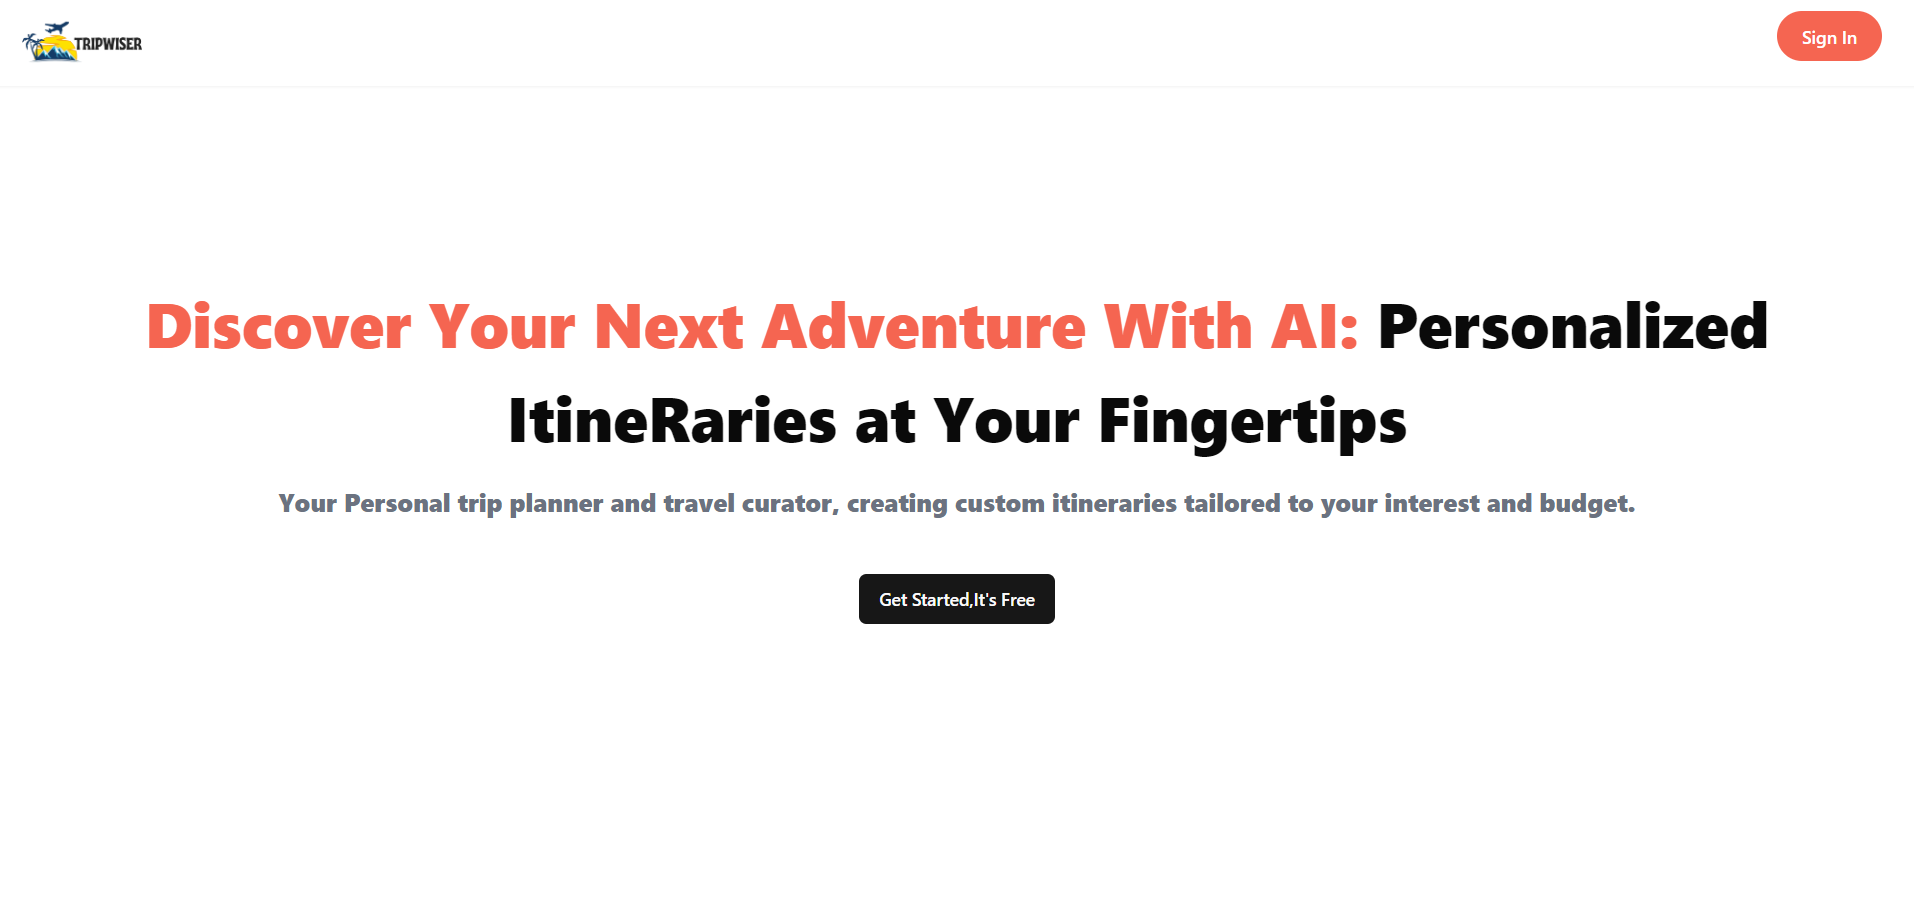 TRIPWISER
Sign In
Discover Your Next Adventure With AI: Personalized
ItineRaries at Your Fingertips
Your Personal trip planner and travel curator, creating custom itineraries tailored to your interest and budget.
Get Started,It's Free